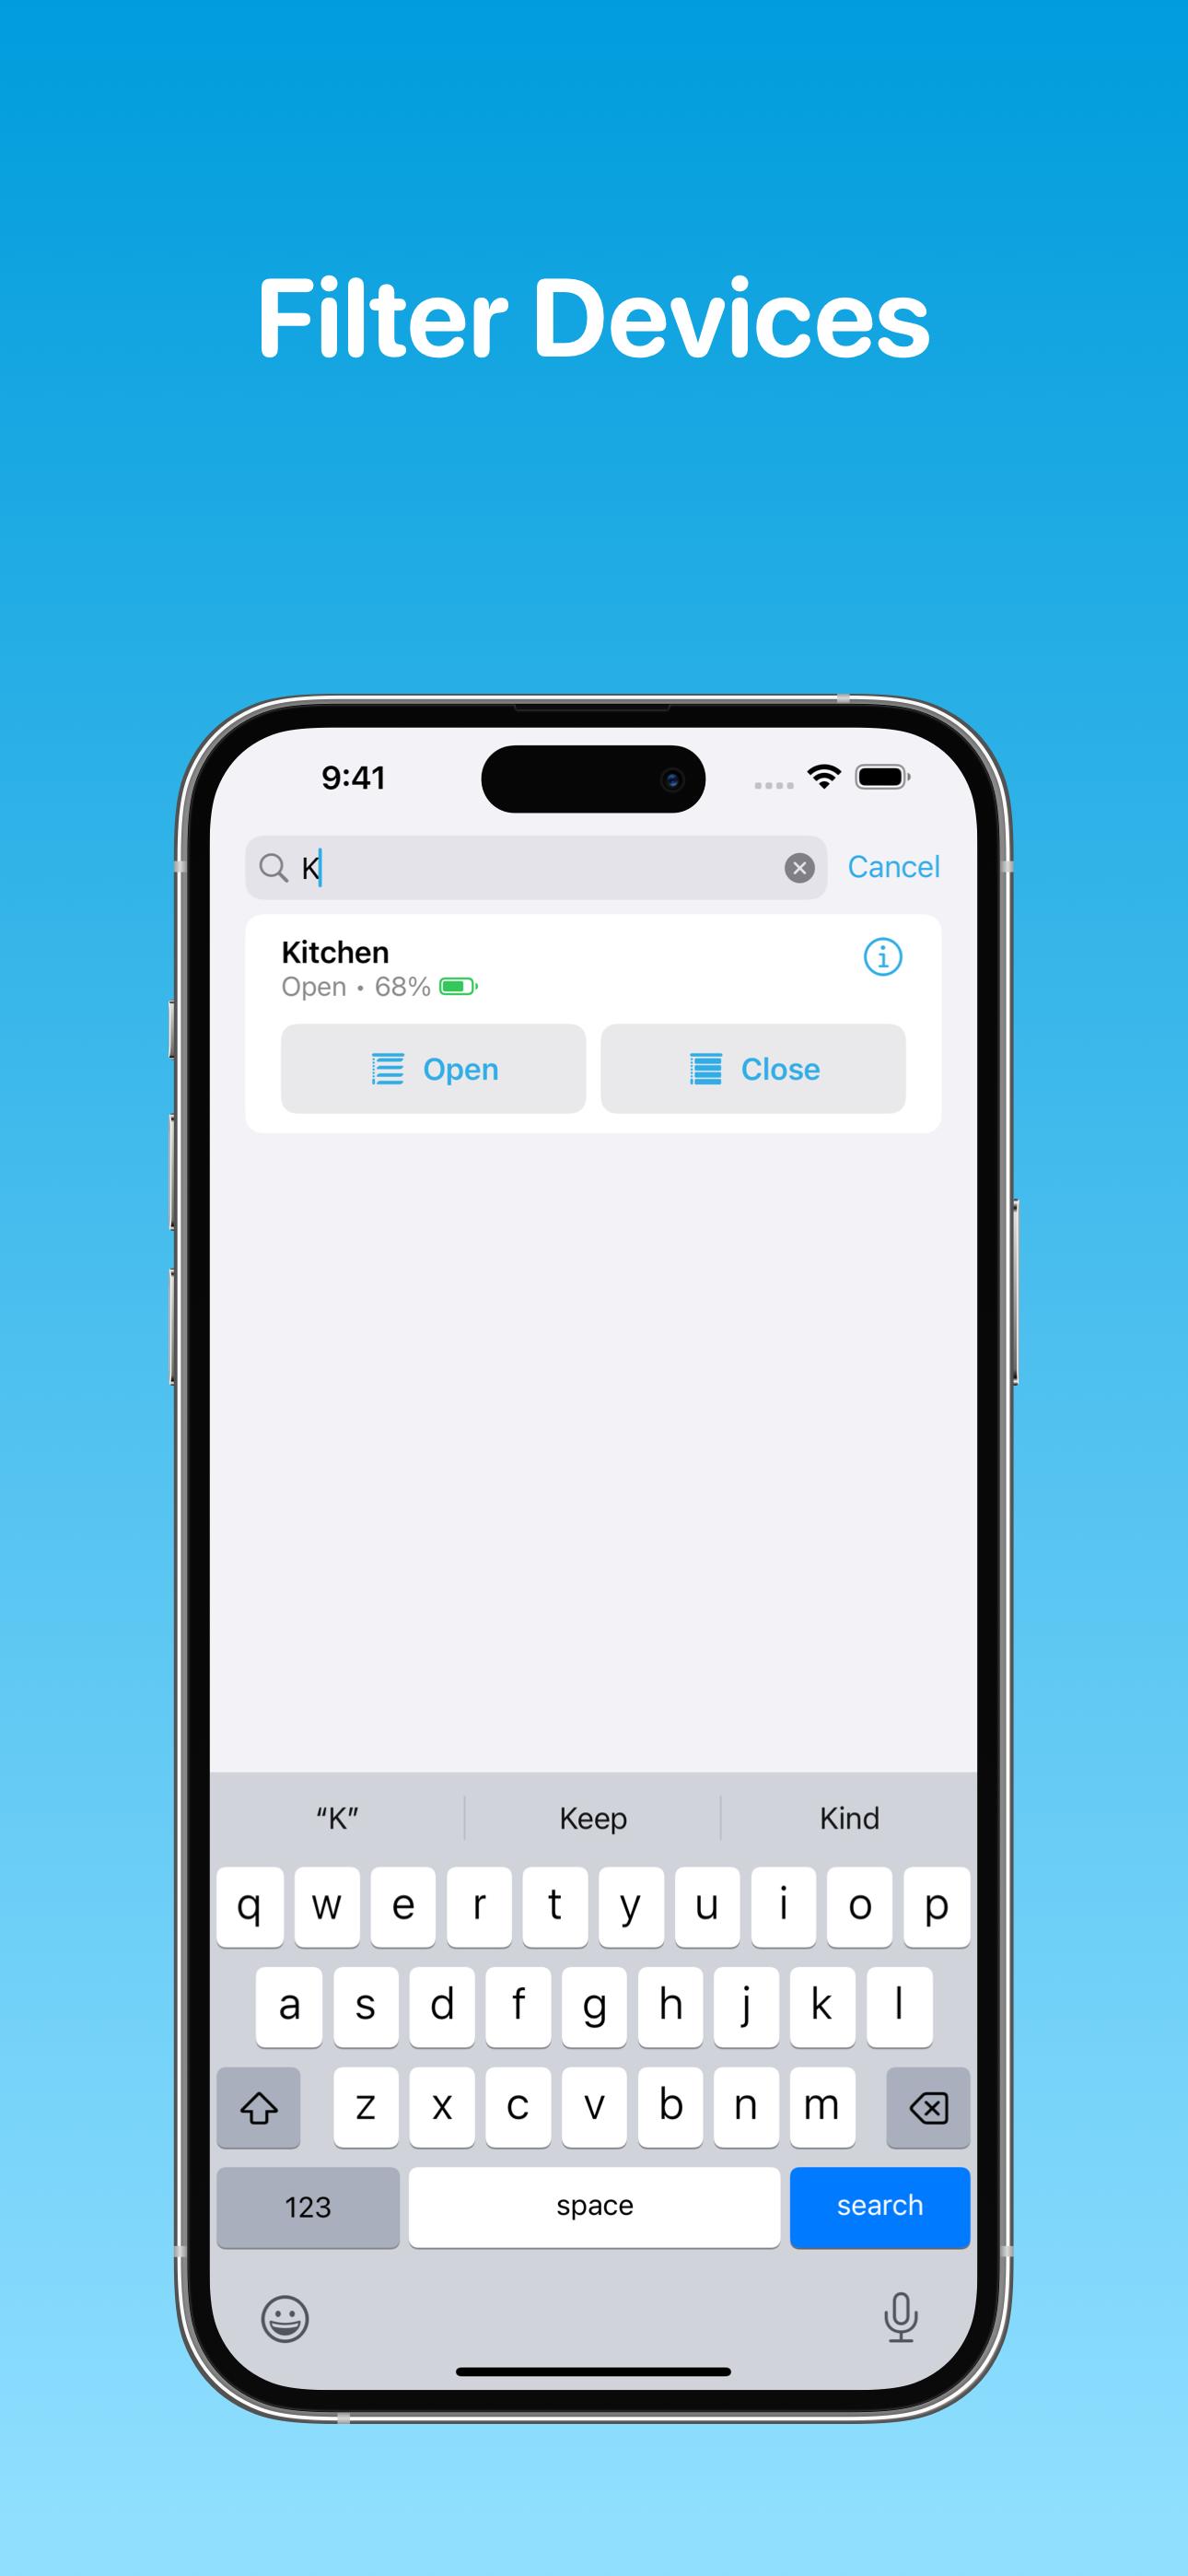 Filter Devices
9:41
K
Cancel
Kitchen
Open • 68%
Open
Close
“K”
Keep
Kind
q w e r t y u i o p
a s d f g h j k l
z x c v b n m
123
space
search